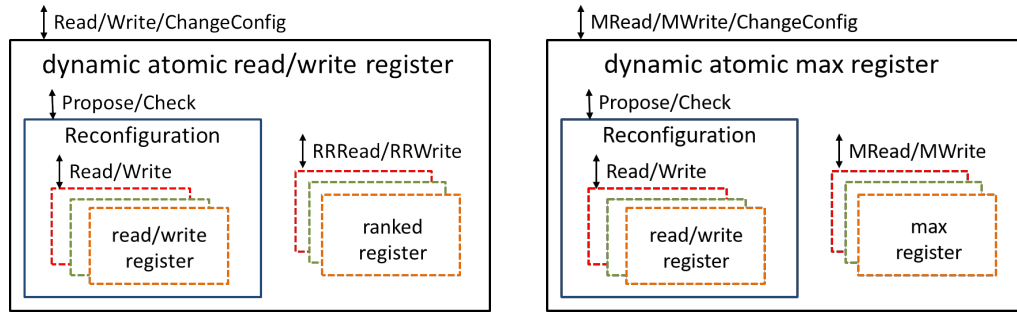 Read/Write/ChangeConfig
dynamic atomic read/write register
Propose/Check
Reconfiguration
Read/Write
read/write
register
RRRead/RRWrite
ranked
register
MRead/MWrite/ChangeConfig
dynamic atomic max register
Propose/Check
Reconfiguration
Read/Write
read/write
register
MRead/MWrite
max
register